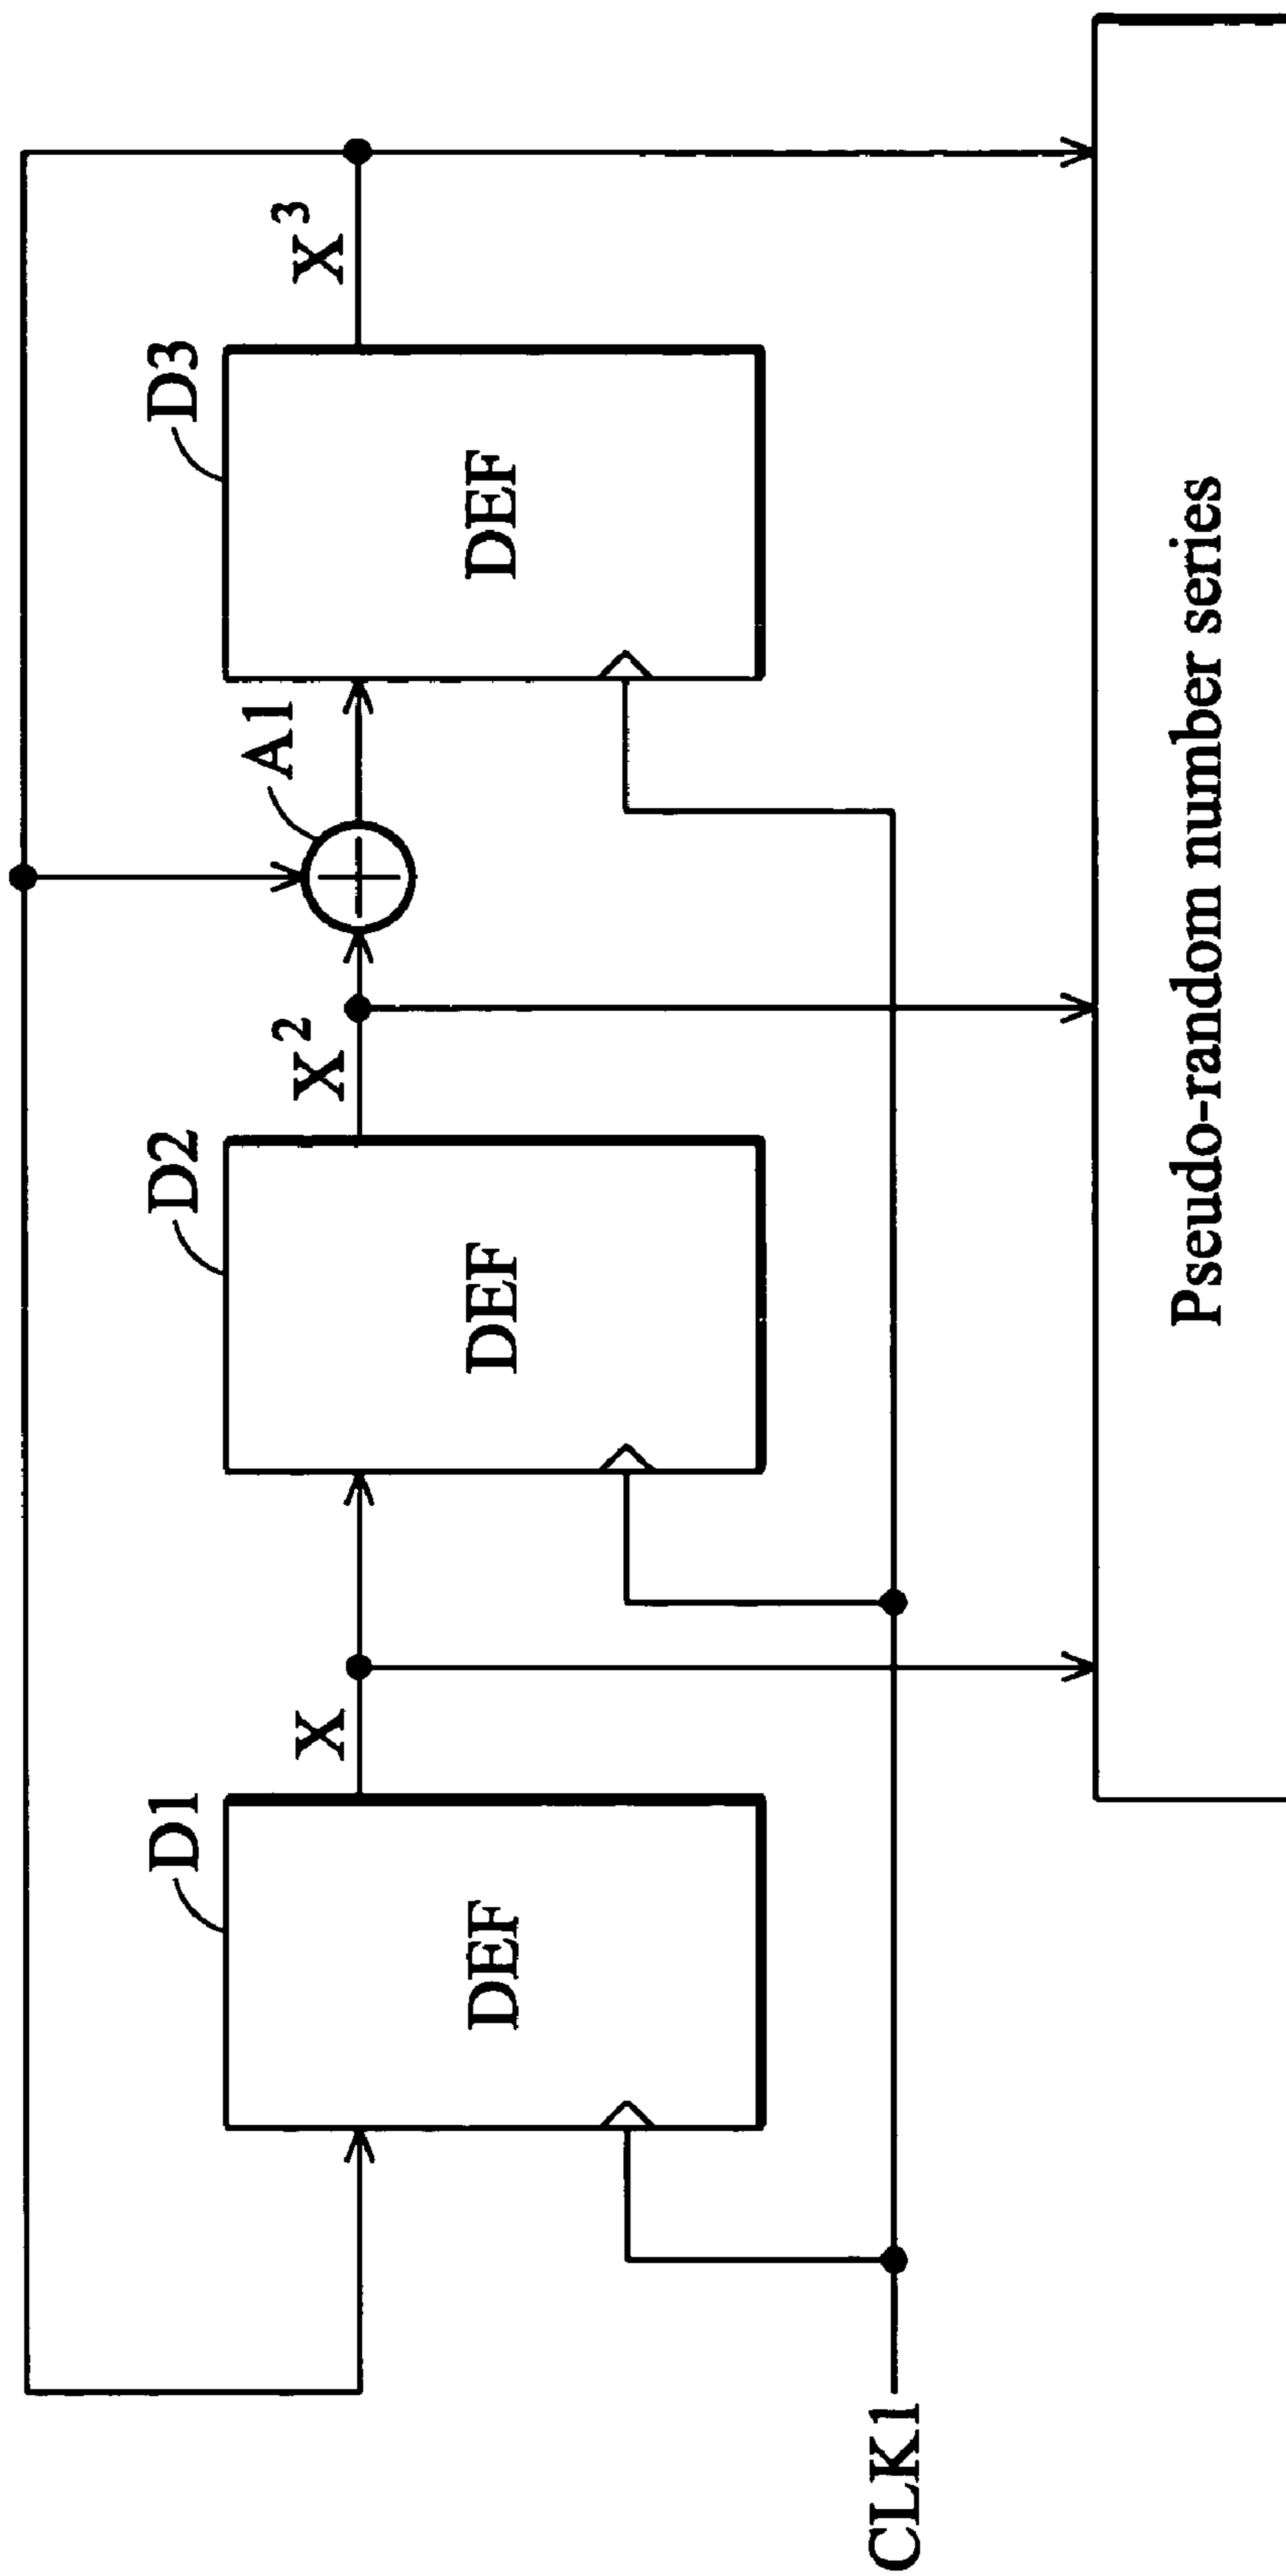 D1
D2
D3
A1
X
X²
X³
DEF
DEF
DEF
CLK1
Pseudo-random number series